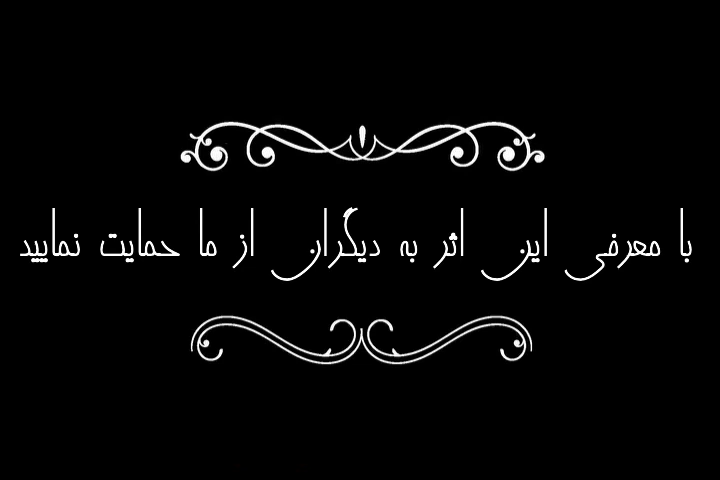 با معرفی این اثر به دیگران از ما حمایت نمایید